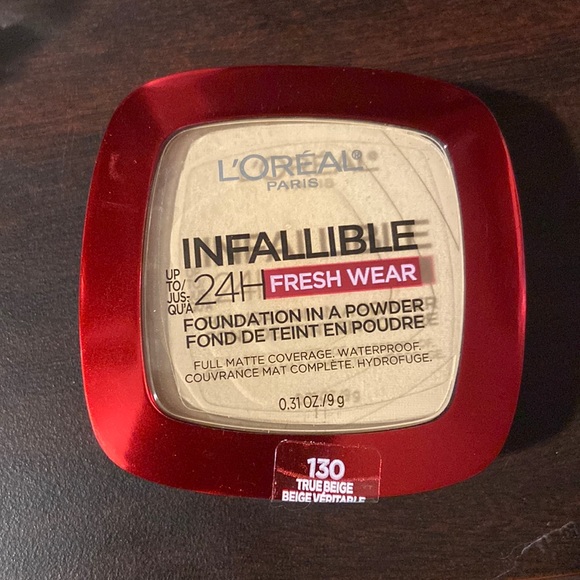 L'ORÉAL®
PARIS
INFALLIBLE
UP TO/ JUS- QU'À
24H FRESH WEAR
FOUNDATION IN A POWDER
FOND DE TEINT EN POUDRE
FULL MATTE COVERAGE. WATERPROOF.
COUVRANCE MAT COMPLÈTE. HYDROFUGE.
0.31 OZ./9 g
130
TRUE BEIGE
BEIGE VÉRITABLE